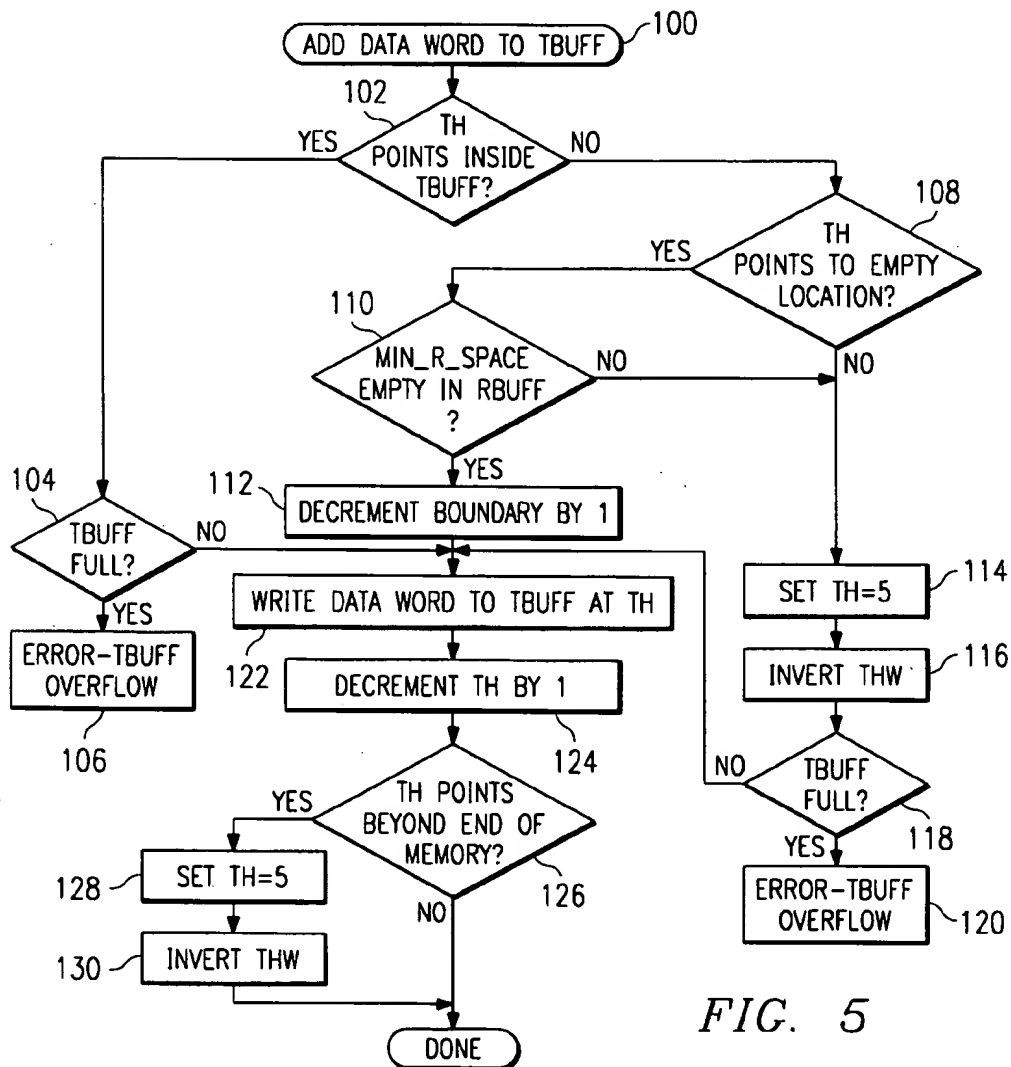 ADD DATA WORD TO TBUFF
100
102
TH
POINTS INSIDE
TBUFF?
YES
NO
108
TH
POINTS TO EMPTY
LOCATION?
YES
NO
110
MIN_R_SPACE
EMPTY IN RBUFF
?
NO
YES
112
DECREMENT BOUNDARY BY 1
104
TBUFF
FULL?
NO
YES
ERROR-TBUFF
OVERFLOW
106
WRITE DATA WORD TO TBUFF AT TH
122
DECREMENT TH BY 1
124
SET TH=5
114
INVERT THW
116
TBUFF
FULL?
NO
118
YES
ERROR-TBUFF
OVERFLOW
120
TH POINTS
BEYOND END OF
MEMORY?
YES
126
NO
128
SET TH=5
130
INVERT THW
DONE
FIG. 5